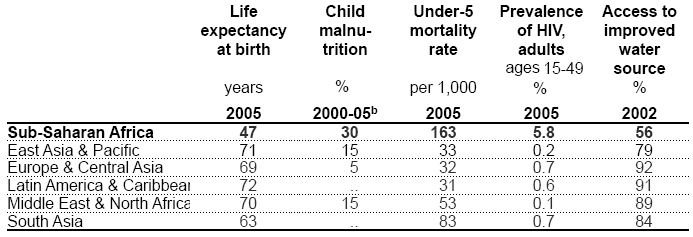 Life expectancy at birth Child malnu-trition Under-5 mortality rate Prevalence of HIV, adults ages 15-49 Access to improved water source
years % per 1,000 % %
2005 2000-05b 2005 2005 2002
Sub-Saharan Africa 47 30 163 5.8 56
East Asia & Pacific 71 15 33 0.2 79
Europe & Central Asia 69 5 32 0.7 92
Latin America & Caribbean 72 .. 31 0.6 91
Middle East & North Africa 70 15 53 0.1 89
South Asia 63 .. 83 0.7 84